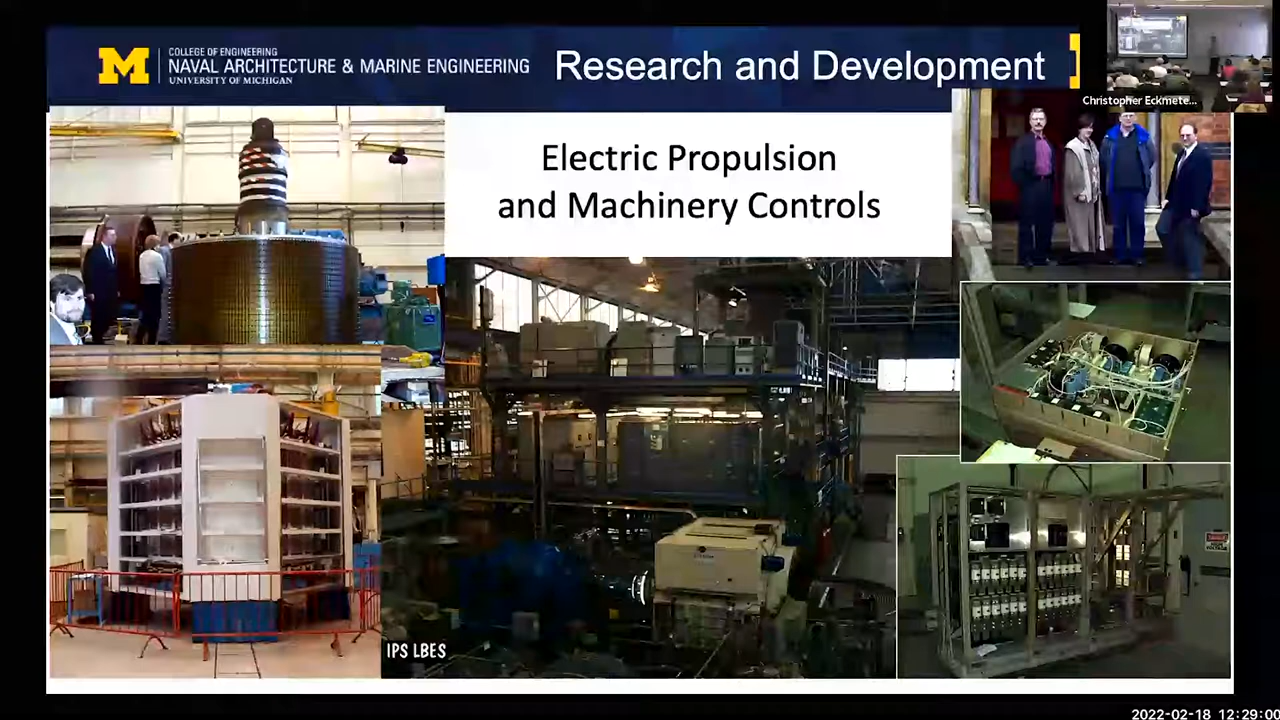 M
COLLEGE OF ENGINEERING
NAVAL ARCHITECTURE & MARINE ENGINEERING
UNIVERSITY OF MICHIGAN
Research and Development
Christopher Eckmete...
Electric Propulsion
and Machinery Controls
IPS LBES
2022-02-18 12:29:00